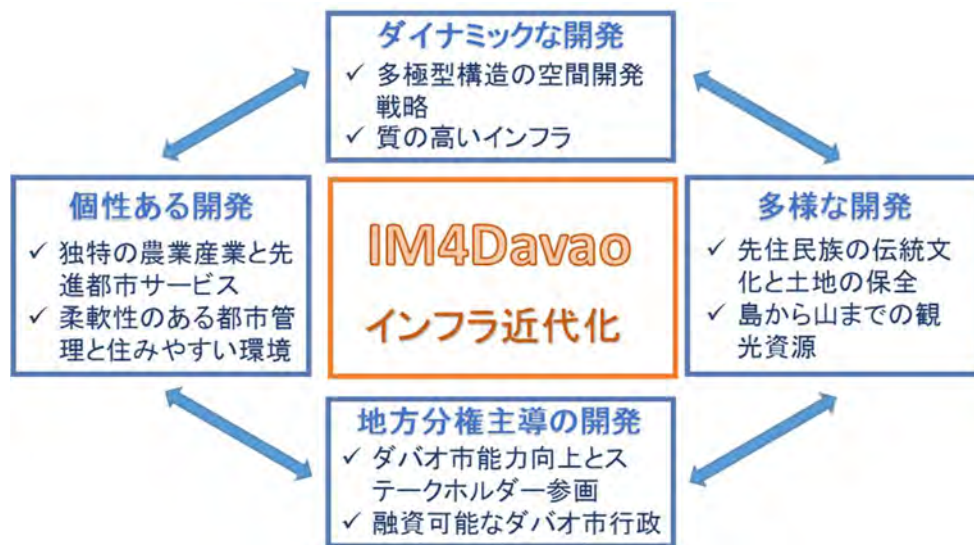 ダイナミックな開発
✓ 多極型構造の空間開発
戦略
✓ 質の高いインフラ
個性ある開発
✓ 独特の農業産業と先
進都市サービス
✓ 柔軟性のある都市管
理と住みやすい環境
IM4Davao
インフラ近代化
多様な開発
✓ 先住民族の伝統文
化と土地の保全
✓ 島から山までの観
光資源
地方分権主導の開発
✓ ダバオ市能力向上とス
テークホルダー参画
✓ 融資可能なダバオ市行政